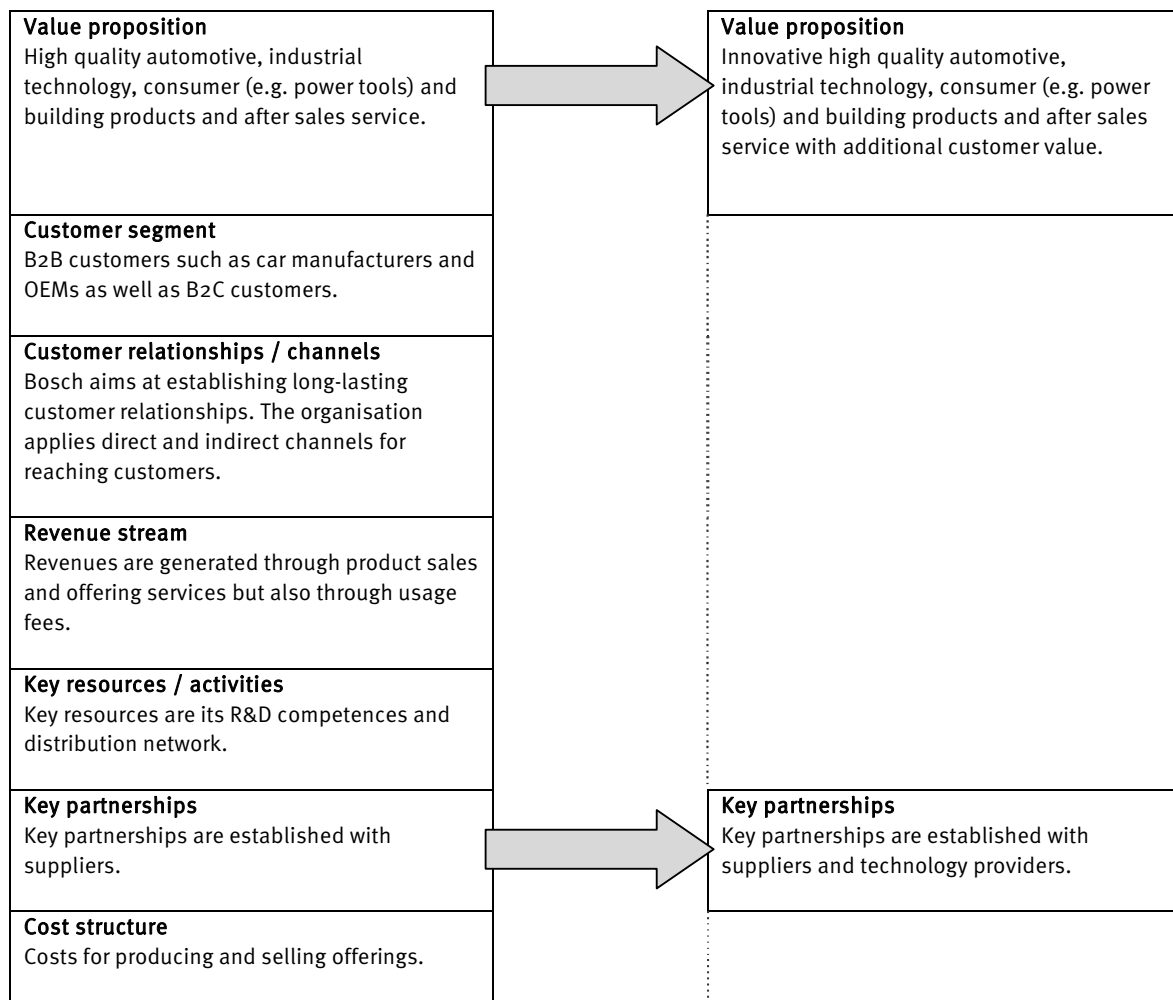 Value proposition
High quality automotive, industrial
technology, consumer (e.g. power tools) and
building products and after sales service.
Value proposition
Innovative high quality automotive,
industrial technology, consumer (e.g. power
tools) and building products and after sales
service with additional customer value.
Customer segment
B2B customers such as car manufacturers and
OEMs as well as B2C customers.
Customer relationships / channels
Bosch aims at establishing long-lasting
customer relationships. The organisation
applies direct and indirect channels for
reaching customers.
Revenue stream
Revenues are generated through product sales
and offering services but also through usage
fees.
Key resources / activities
Key resources are its R&D competences and
distribution network.
Key partnerships
Key partnerships are established with
suppliers.
Key partnerships
Key partnerships are established with
suppliers and technology providers.
Cost structure
Costs for producing and selling offerings.